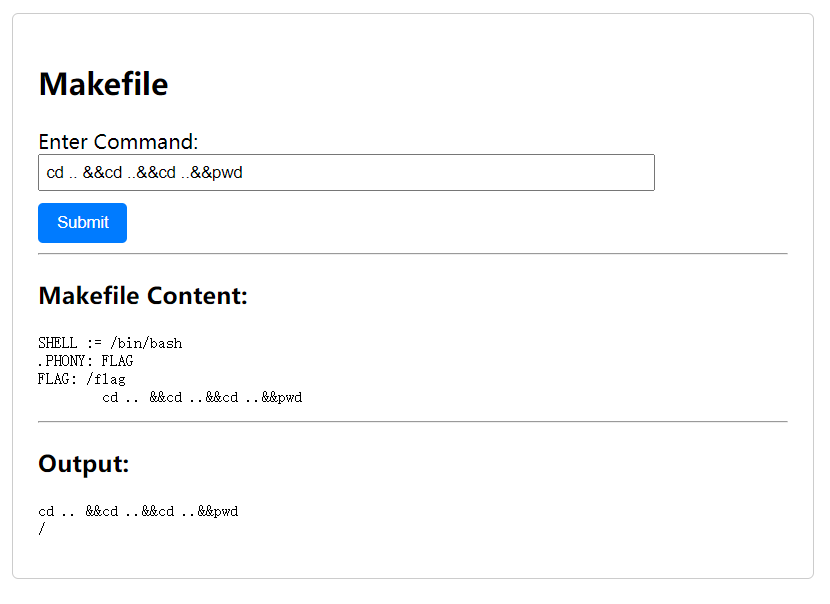 Makefile
Enter Command:
cd .. &&cd ..&&cd ..&&pwd
Submit
Makefile Content:
SHELL := /bin/bash
.PHONY: FLAG
FLAG: /flag
        cd .. &&cd ..&&cd ..&&pwd
Output:
cd .. &&cd ..&&cd ..&&pwd
/